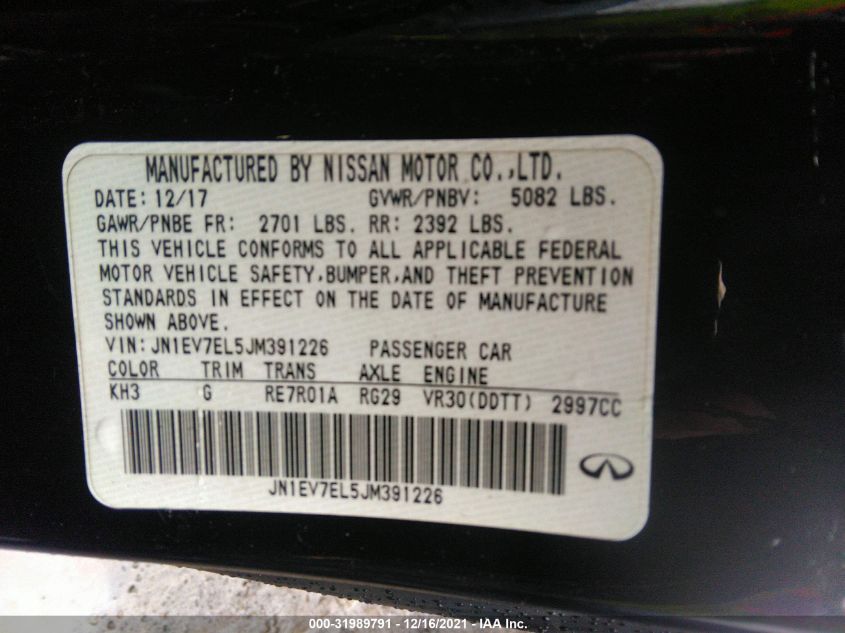 MANUFACTURED BY NISSAN MOTOR CO.,LTD.
DATE: 12/17 GVWR/PNBV: 5082 LBS.
GAWR/PNBE FR: 2701 LBS. RR: 2392 LBS.
THIS VEHICLE CONFORMS TO ALL APPLICABLE FEDERAL
MOTOR VEHICLE SAFETY,BUMPER,AND THEFT PREVENTION
STANDARDS IN EFFECT ON THE DATE OF MANUFACTURE
SHOWN ABOVE.
VIN: JN1EV7EL5JM391226 PASSENGER CAR
COLOR TRIM TRANS AXLE ENGINE
KH3 G RE7R01A RG29 VR30(DDTT) 2997CC
JN1EV7EL5JM391226
000-31989791 - 12/16/2021 - IAA Inc.